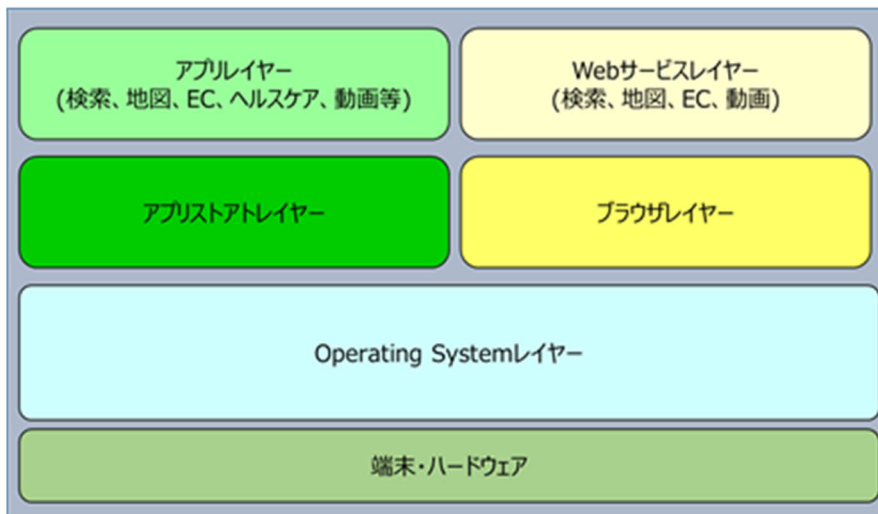 アプリレイヤー
(検索、地図、EC、ヘルスケア、動画等)
Webサービスレイヤー
(検索、地図、EC、動画)
アプリストアトレイヤー
ブラウザレイヤー
Operating Systemレイヤー
端末・ハードウェア